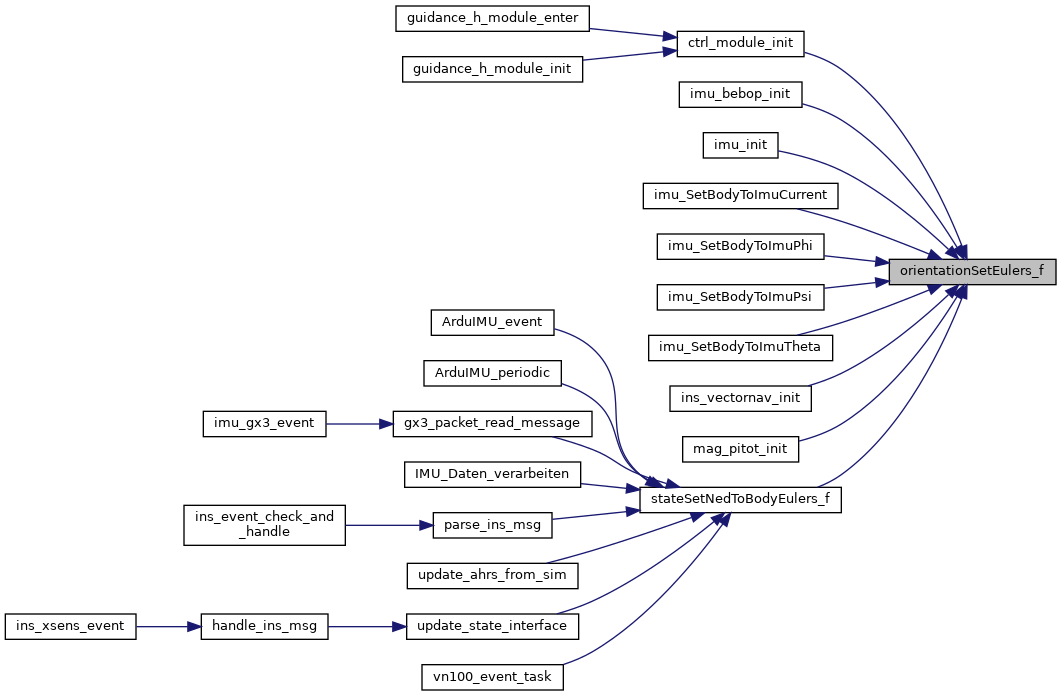 guidance_h_module_enter
ctrl_module_init
guidance_h_module_init
imu_bebop_init
imu_init
imu_SetBodyToImuCurrent
imu_SetBodyToImuPhi
orientationSetEulers_f
imu_SetBodyToImuPsi
ArduIMU_event
imu_SetBodyToImuTheta
ArduIMU_periodic
ins_vectornav_init
imu_gx3_event
gx3_packet_read_message
mag_pitot_init
IMU_Daten_verarbeiten
stateSetNedToBodyEulers_f
ins_event_check_and
_handle
parse_ins_msg
update_ahrs_from_sim
ins_xsens_event
handle_ins_msg
update_state_interface
vn100_event_task